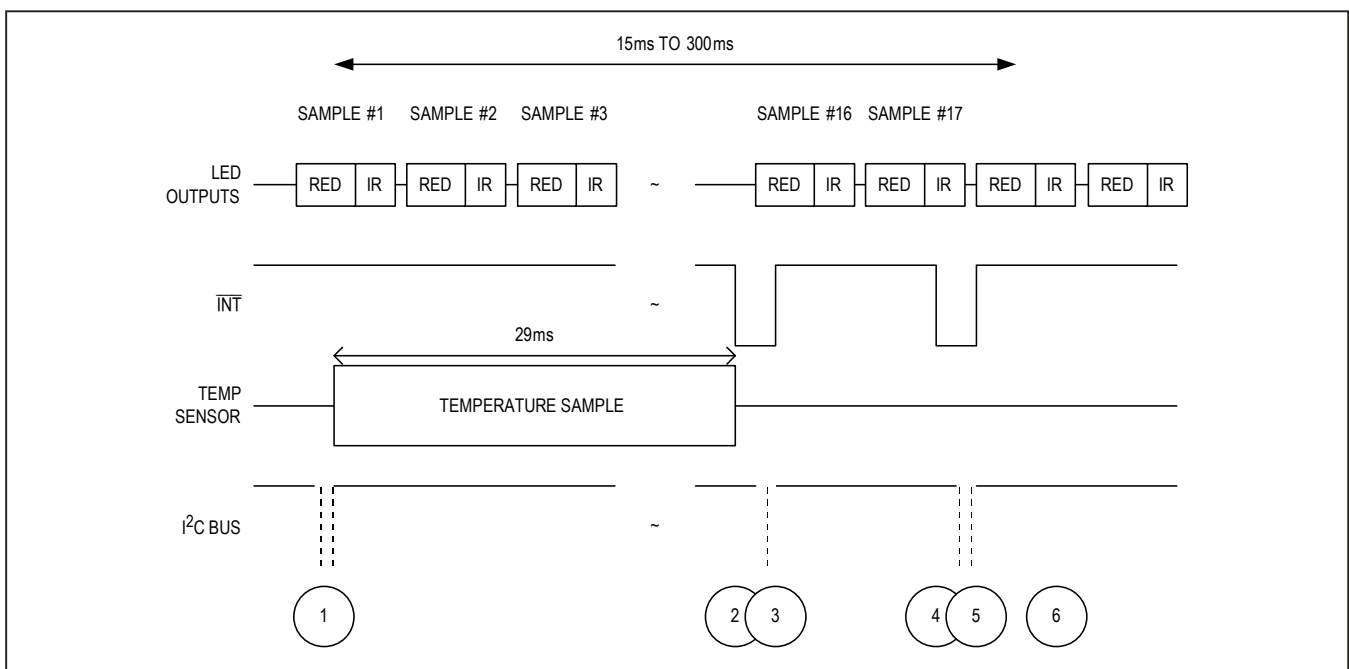 15ms TO 300ms
SAMPLE #1 SAMPLE #2 SAMPLE #3 SAMPLE #16 SAMPLE #17
LED
OUTPUTS
RED IR RED IR RED IR ~ RED IR RED IR RED IR RED IR
INT
~
29ms
TEMP
SENSOR
TEMPERATURE SAMPLE
I²C BUS
~
1 2 3 4 5 6